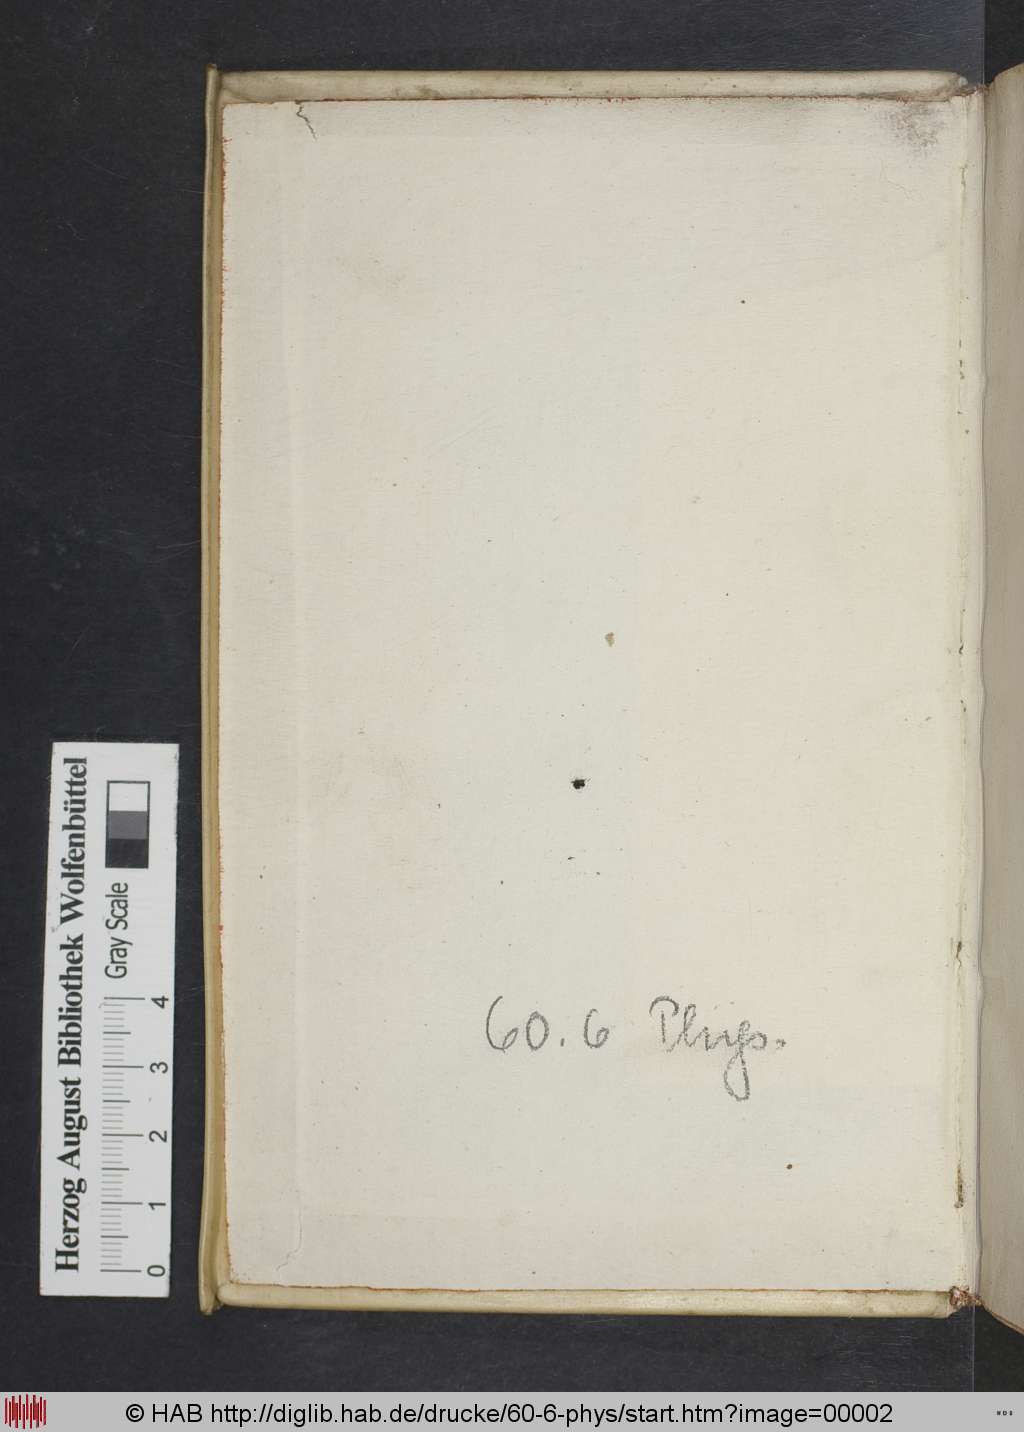 60. 6 Phys.
Herzog August Bibliothek Wolfenbüttel
Gray Scale
0 1 2 3 4
© HAB http://diglib.hab.de/drucke/60-6-phys/start.htm?image=00002